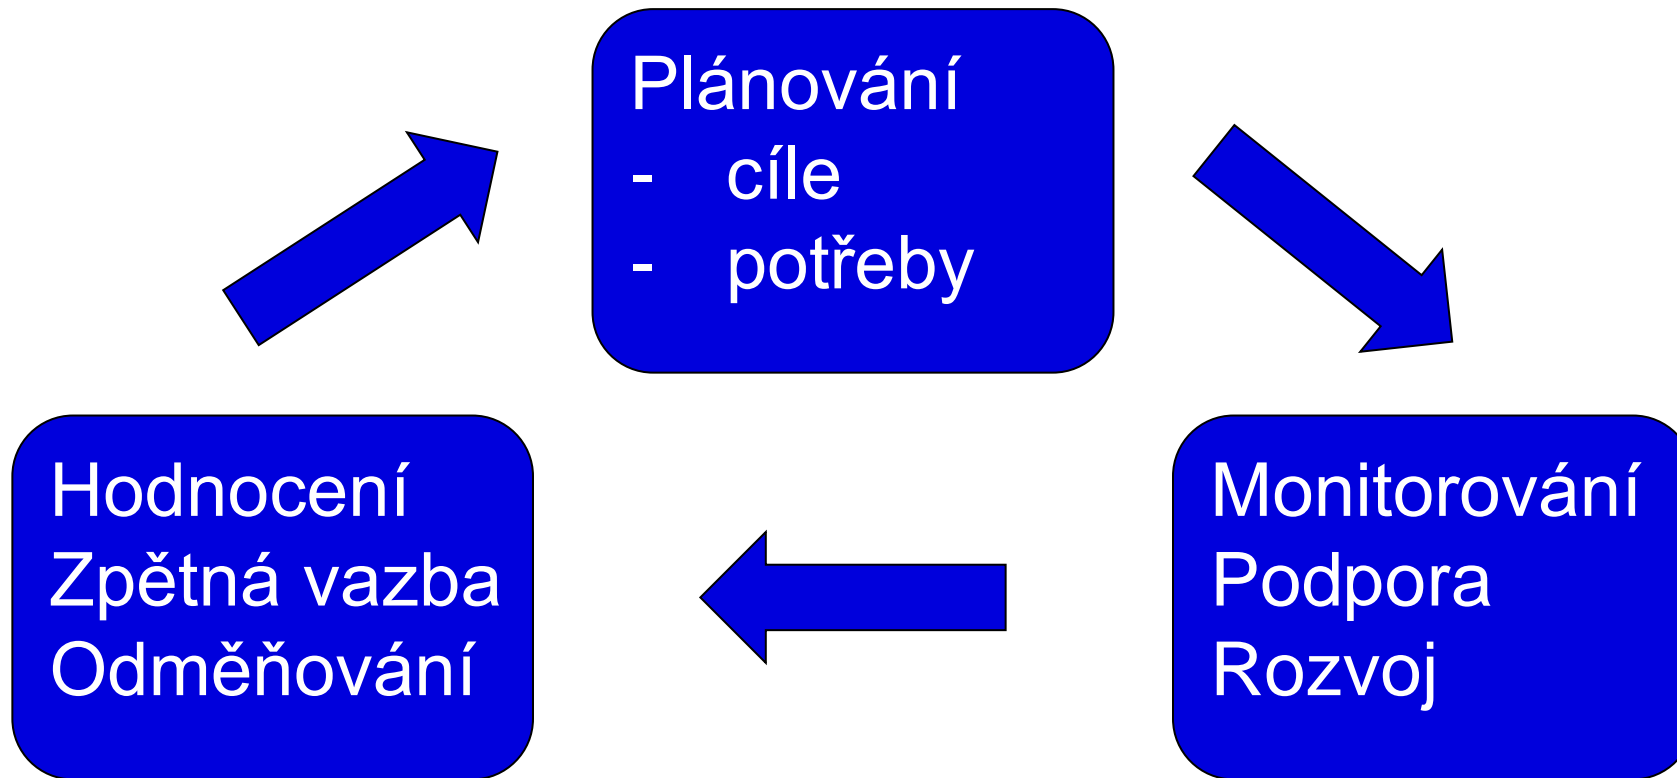 Plánování
- cíle
- potřeby
Hodnocení
Zpětná vazba
Odměňování
Monitorování
Podpora
Rozvoj